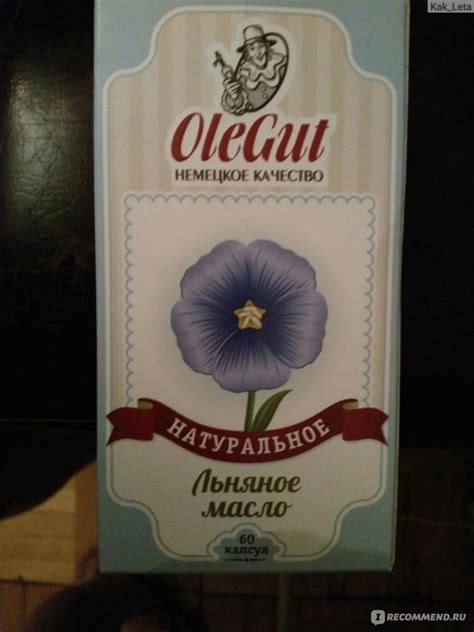 Kak_Leta
OleGut
НЕМЕЦКОЕ КАЧЕСТВО
НАТУРАЛЬНОЕ
Льняное
масло
60
капсул
I RECOMMEND.RU